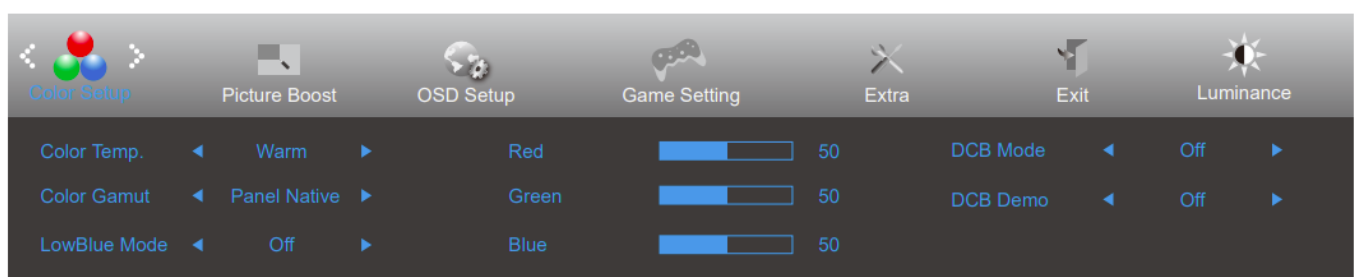 Color Setup
Picture Boost
OSD Setup
Game Setting
Extra
Exit
Luminance
Color Temp. Warm Red 50 DCB Mode Off
Color Gamut Panel Native Green 50 DCB Demo Off
LowBlue Mode Off Blue 50